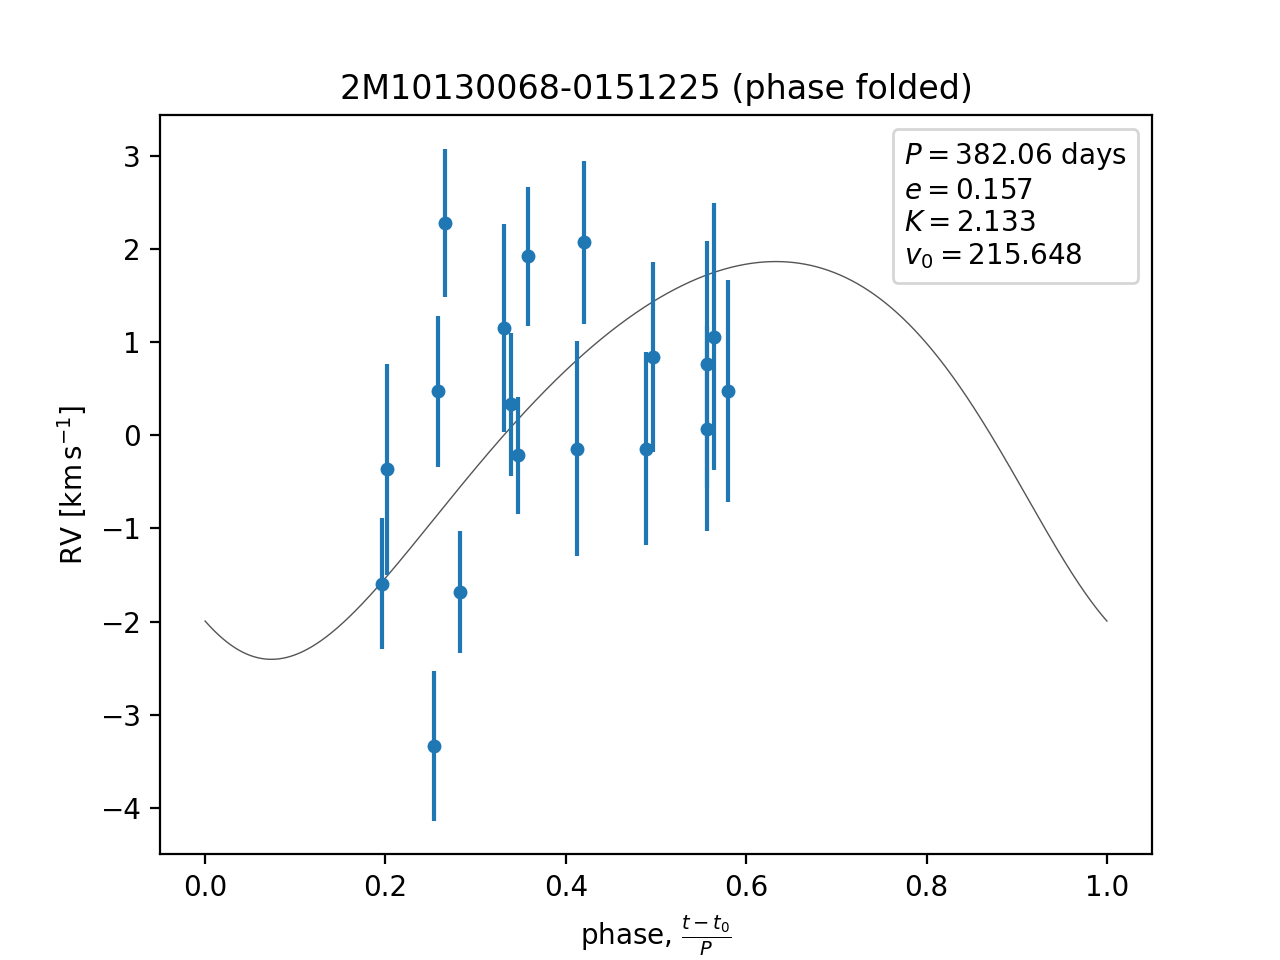 2M10130068-0151225 (phase folded)
P = 382.06 days
e = 0.157
K = 2.133
v₀ = 215.648
3
2
1
0
−1
−2
−3
−4
RV [km s⁻¹]
0.0 0.2 0.4 0.6 0.8 1.0
phase, (t − t₀)/P